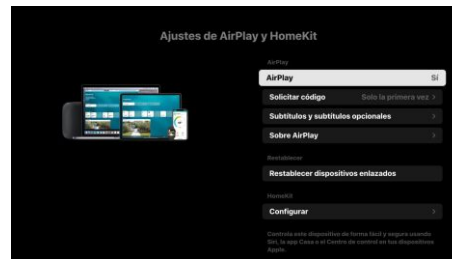 Ajustes de AirPlay y HomeKit
AirPlay
AirPlay Sí
Solicitar código Solo la primera vez >
Subtítulos y subtítulos opcionales >
Sobre AirPlay >
Restablecer
Restablecer dispositivos enlazados
HomeKit
Configurar >
Controla este dispositivo de forma fácil y segura usando
Siri, la app Casa o el Centro de control en tus dispositivos
Apple.